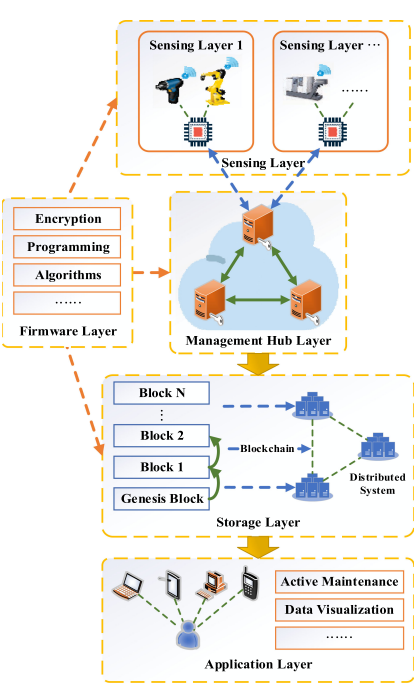 Sensing Layer 1
Sensing Layer ···
······
Sensing Layer
Encryption
Programming
Algorithms
······
Firmware Layer
Management Hub Layer
Block N
⋮
Block 2
Block 1
Genesis Block
Blockchain
Distributed
System
Storage Layer
Active Maintenance
Data Visualization
······
Application Layer